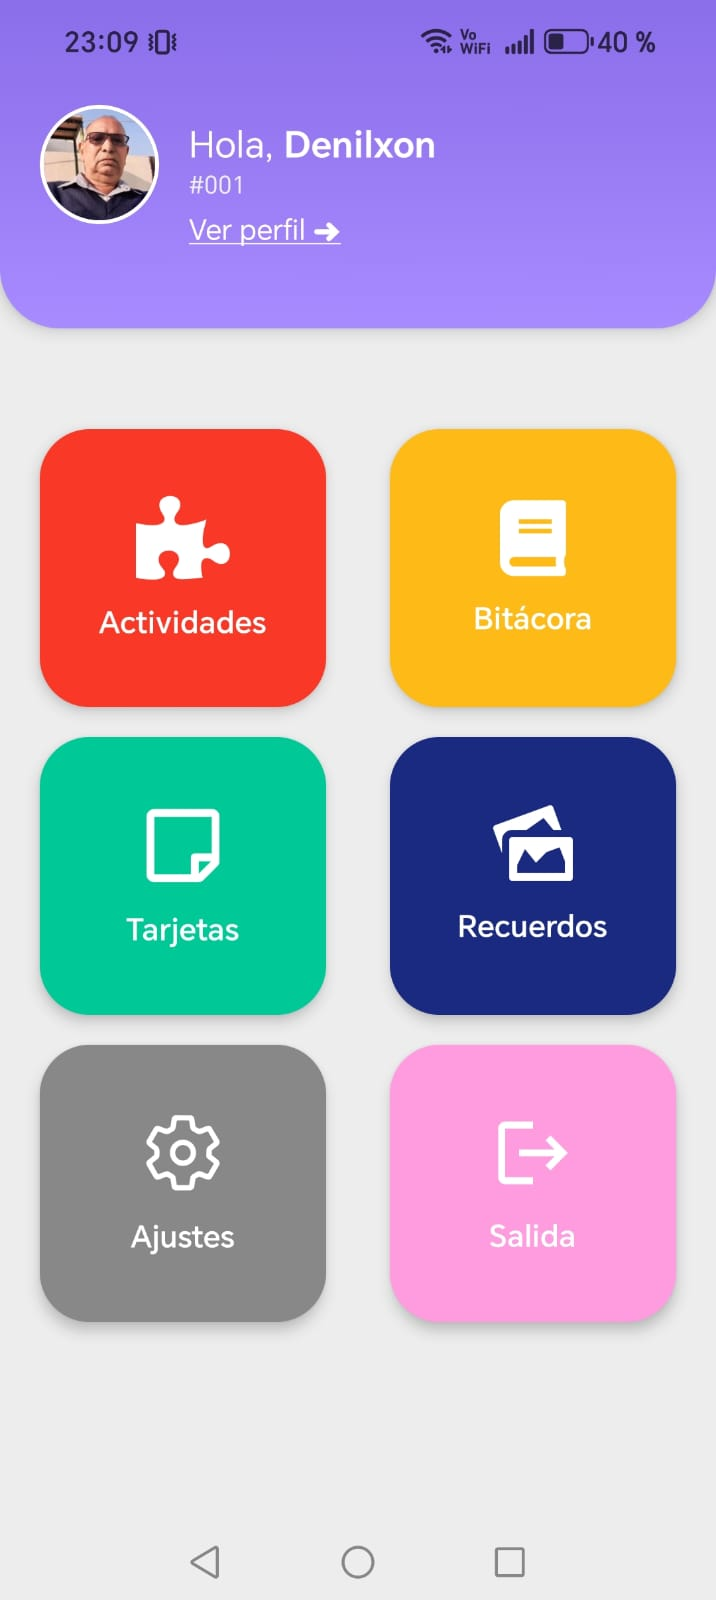 23:09
Vo
WiFi
40 %
Hola, Denilxon
#001
Ver perfil ➔
Actividades
Bitácora
Tarjetas
Recuerdos
Ajustes
Salida